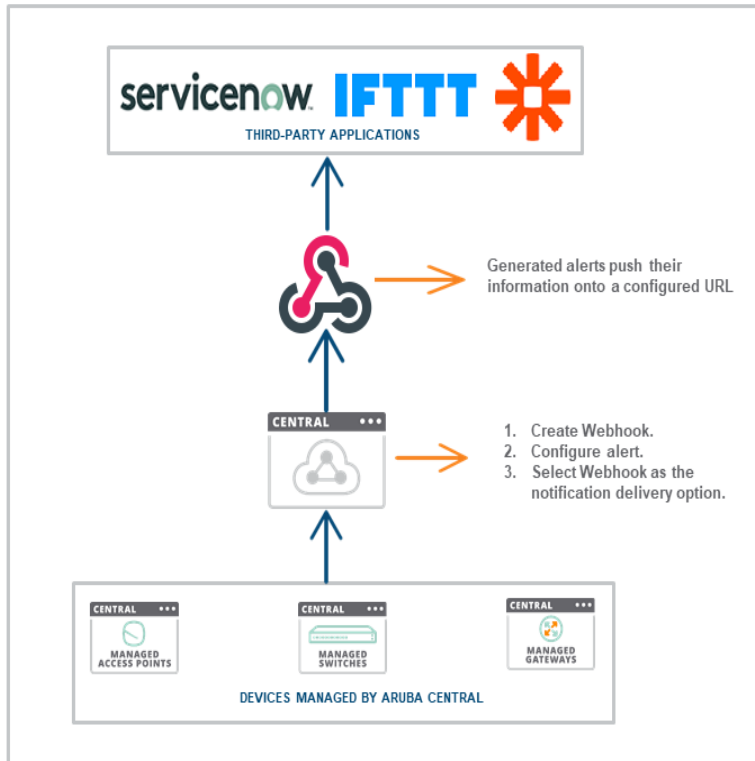 servicenow™
IFTTT
THIRD-PARTY APPLICATIONS
Generated alerts push their
information onto a configured URL
CENTRAL
1. Create Webhook.
2. Configure alert.
3. Select Webhook as the
notification delivery option.
CENTRAL
MANAGED
ACCESS POINTS
CENTRAL
MANAGED
SWITCHES
CENTRAL
MANAGED
GATEWAYS
DEVICES MANAGED BY ARUBA CENTRAL